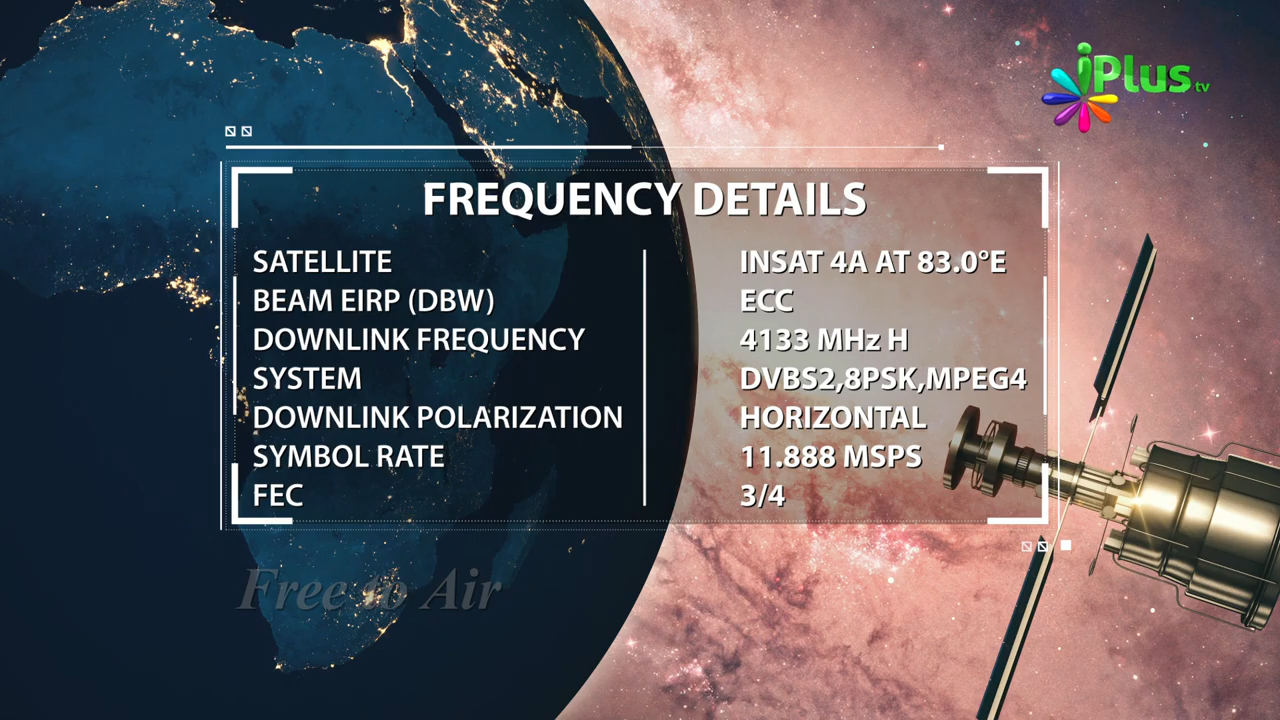 iPlus tv
FREQUENCY DETAILS
SATELLITE INSAT 4A AT 83.0°E
BEAM EIRP (DBW) ECC
DOWNLINK FREQUENCY 4133 MHz H
SYSTEM DVBS2,8PSK,MPEG4
DOWNLINK POLARIZATION HORIZONTAL
SYMBOL RATE 11.888 MSPS
FEC 3/4
Free to Air